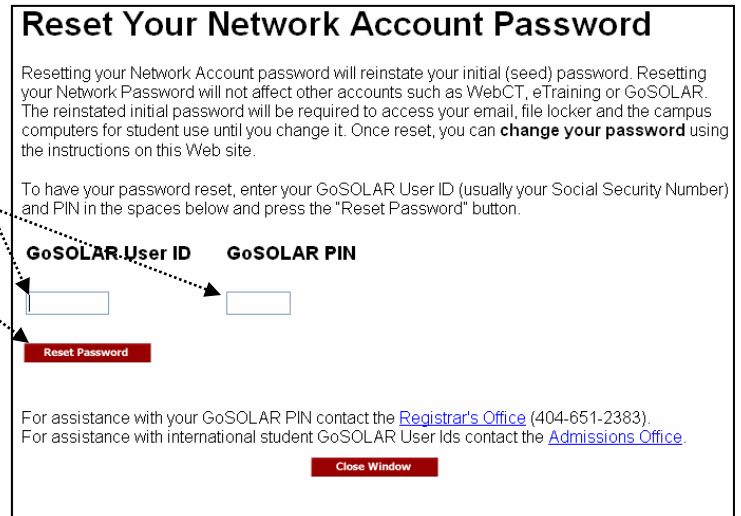 Reset Your Network Account Password
Resetting your Network Account password will reinstate your initial (seed) password. Resetting
your Network Password will not affect other accounts such as WebCT, eTraining or GoSOLAR.
The reinstated initial password will be required to access your email, file locker and the campus
computers for student use until you change it. Once reset, you can change your password using
the instructions on this Web site.
To have your password reset, enter your GoSOLAR User ID (usually your Social Security Number)
and PIN in the spaces below and press the "Reset Password" button.
GoSOLAR User ID GoSOLAR PIN
Reset Password
For assistance with your GoSOLAR PIN contact the Registrar's Office (404-651-2383).
For assistance with international student GoSOLAR User Ids contact the Admissions Office.
Close Window